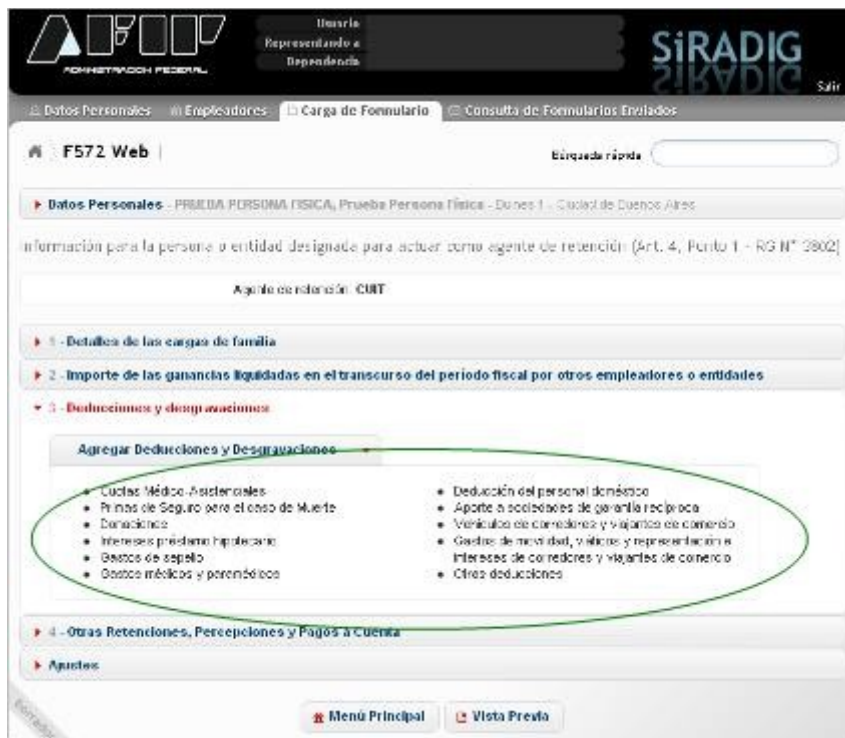 AFIP
ADMINISTRACION FEDERAL
Usuario
Representando a
Dependencia
SiRADIG
Salir
Datos Personales
Empleadores
Carga de Formulario
Consulta de Formularios Enviados
F572 Web
Búsqueda rápida
Datos Personales - PRUEBA PERSONA FISICA, Prueba Persona Física - Dunes 1 - Ciudad de Buenos Aires
nformación para la persona o entidad designada para actuar como agente de retención (Art. 4, Punto 1 - RG N° 3802)
Agente de retención CUIT
1 - Detalles de las cargas de familia
2 - Importe de las ganancias liquidadas en el transcurso del período fiscal por otros empleadores o entidades
3 - Deducciones y desgravaciones
Agregar Deducciones y Desgravaciones
Cuotas Médico-Asistenciales
Primas de Seguro para el caso de Muerte
Donaciones
Intereses préstamo hipotecario
Gastos de sepelio
Gastos médicos y paramédicos
Deducción del personal doméstico
Aporte a sociedades de garantía recíproca
Vehículos de corredores y viajantes de comercio
Gastos de movilidad, viáticos y representación e
intereses de corredores y viajantes de comercio
Otras deducciones
4 - Otras Retenciones, Percepciones y Pagos a Cuenta
Ajustes
Borrador
Menú Principal
Vista Previa